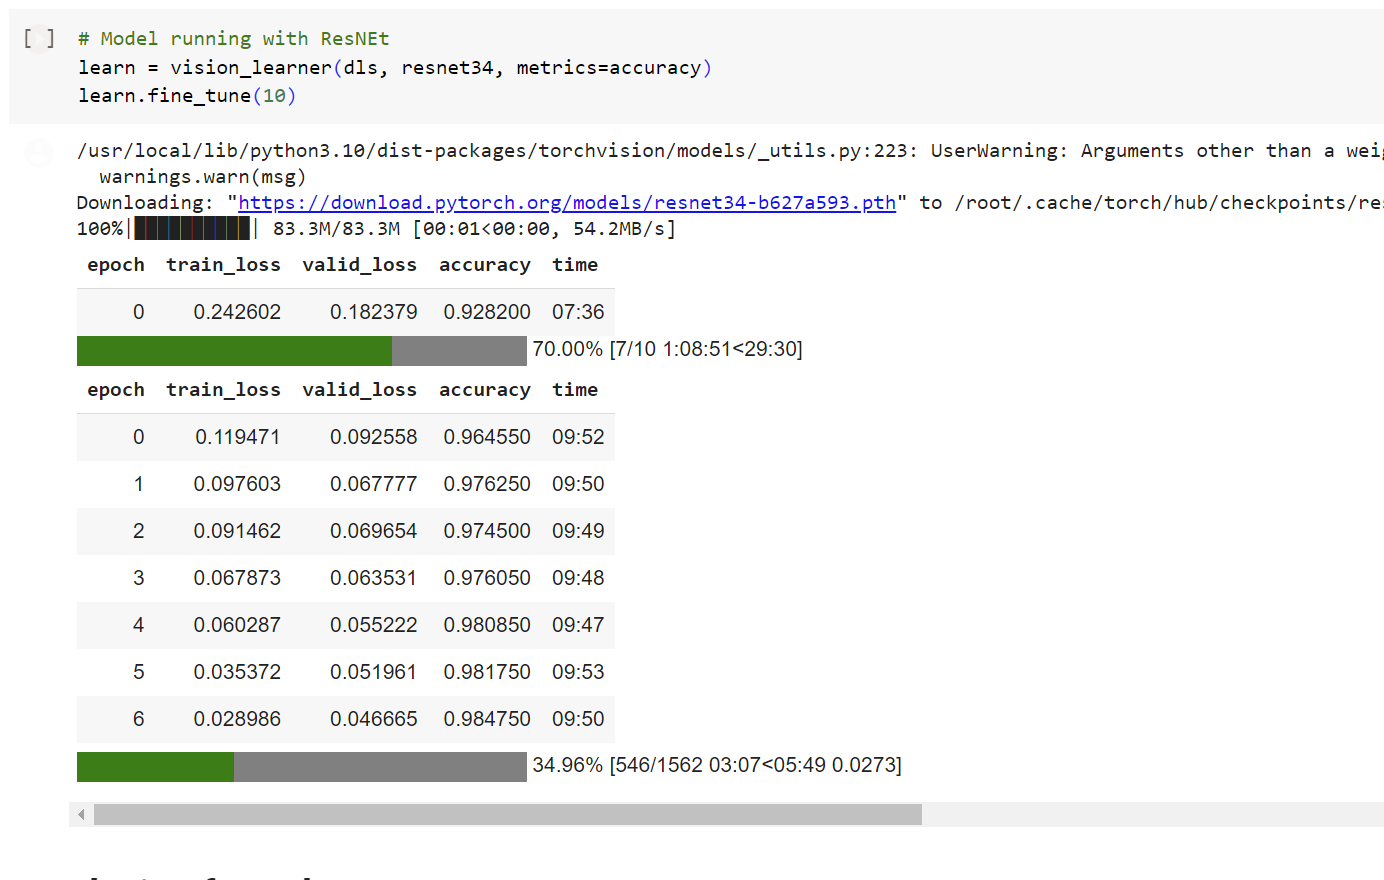 [ ] # Model running with ResNEt
learn = vision_learner(dls, resnet34, metrics=accuracy)
learn.fine_tune(10)
/usr/local/lib/python3.10/dist-packages/torchvision/models/_utils.py:223: UserWarning: Arguments other than a
warnings.warn(msg)
Downloading: "https://download.pytorch.org/models/resnet34-b627a593.pth" to /root/.cache/torch/hub/checkpoints/
100%| | 83.3M/83.3M [00:01<00:00, 54.2MB/s]
epoch train_loss valid_loss accuracy time
0 0.242602 0.182379 0.928200 07:36
70.00% [7/10 1:08:51<29:30]
epoch train_loss valid_loss accuracy time
0 0.119471 0.092558 0.964550 09:52
1 0.097603 0.067777 0.976250 09:50
2 0.091462 0.069654 0.974500 09:49
3 0.067873 0.063531 0.976050 09:48
4 0.060287 0.055222 0.980850 09:47
5 0.035372 0.051961 0.981750 09:53
6 0.028986 0.046665 0.984750 09:50
34.96% [546/1562 03:07<05:49 0.0273]